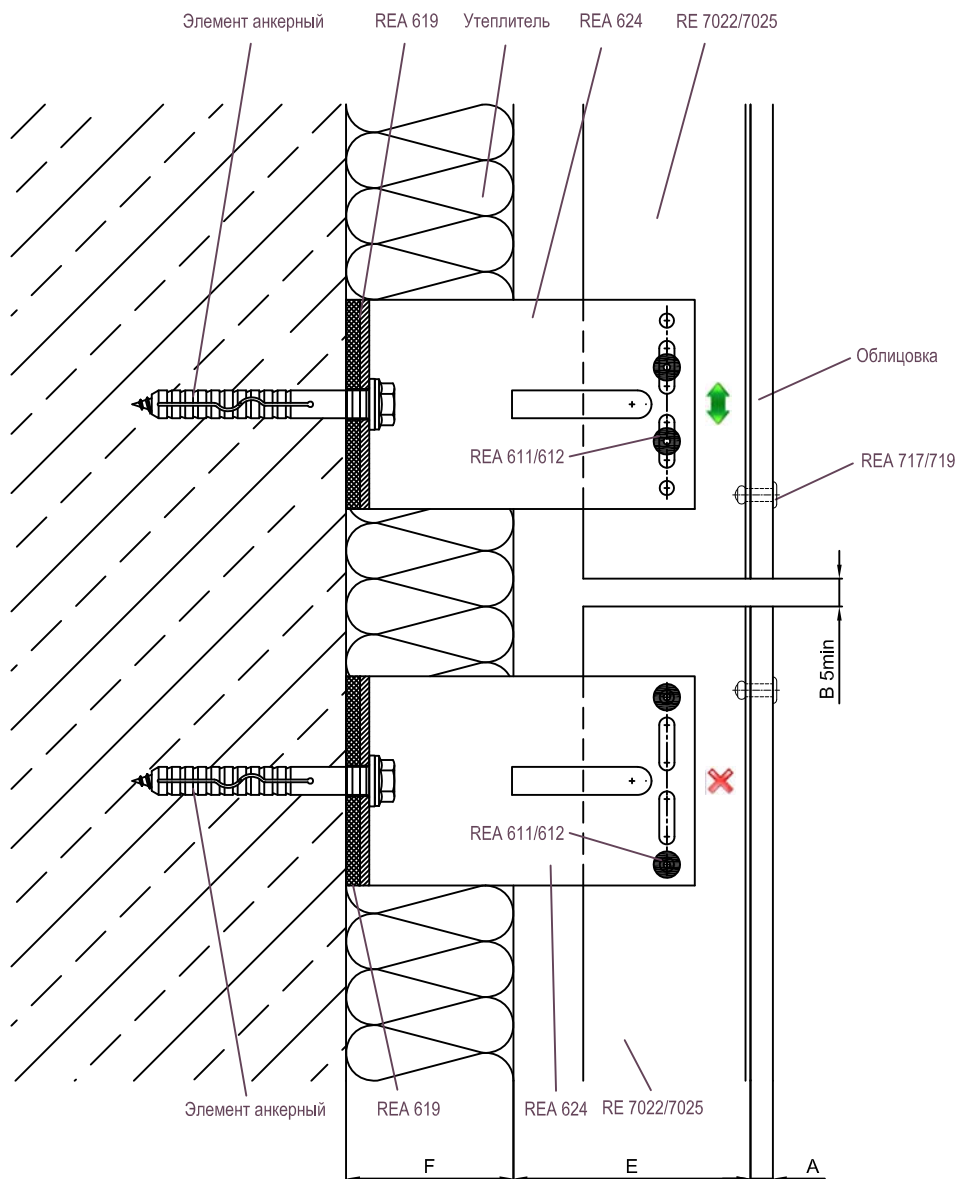 Элемент анкерный
REA 619
Утеплитель
REA 624
RE 7022/7025
Облицовка
REA 611/612
REA 717/719
B 5min
REA 611/612
Элемент анкерный
REA 619
REA 624
RE 7022/7025
F
E
A